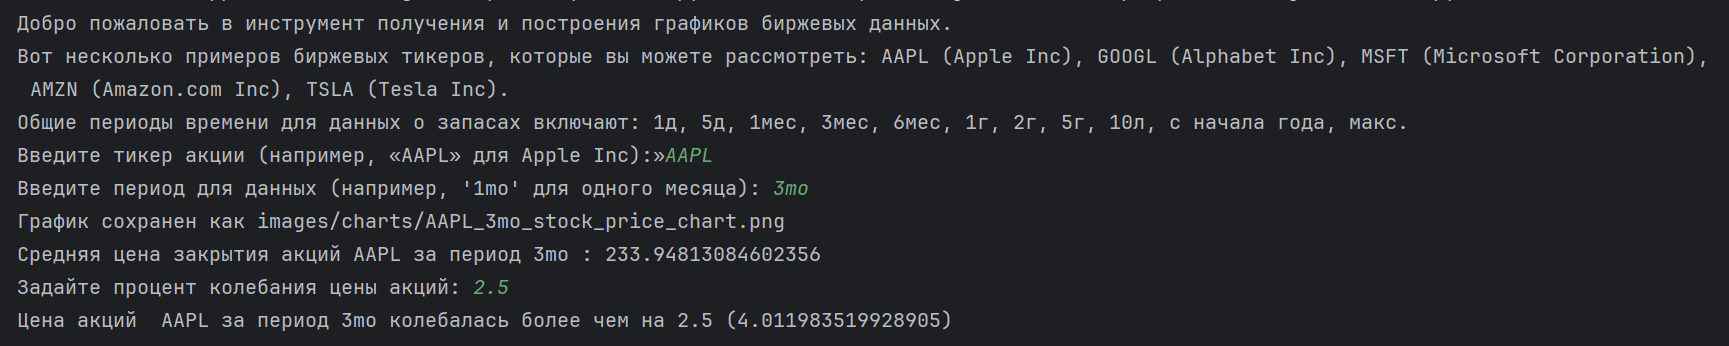 Добро пожаловать в инструмент получения и построения графиков биржевых данных.
Вот несколько примеров биржевых тикеров, которые вы можете рассмотреть: AAPL (Apple Inc), GOOGL (Alphabet Inc), MSFT (Microsoft Corporation),
AMZN (Amazon.com Inc), TSLA (Tesla Inc).
Общие периоды времени для данных о запасах включают: 1д, 5д, 1мес, 3мес, 6мес, 1г, 2г, 5г, 10л, с начала года, макс.
Введите тикер акции (например, «AAPL» для Apple Inc):»AAPL
Введите период для данных (например, '1mo' для одного месяца): 3mo
График сохранен как images/charts/AAPL_3mo_stock_price_chart.png
Средняя цена закрытия акций AAPL за период 3mo : 233.94813084602356
Задайте процент колебания цены акций: 2.5
Цена акций  AAPL за период 3mo колебалась более чем на 2.5 (4.011983519928905)